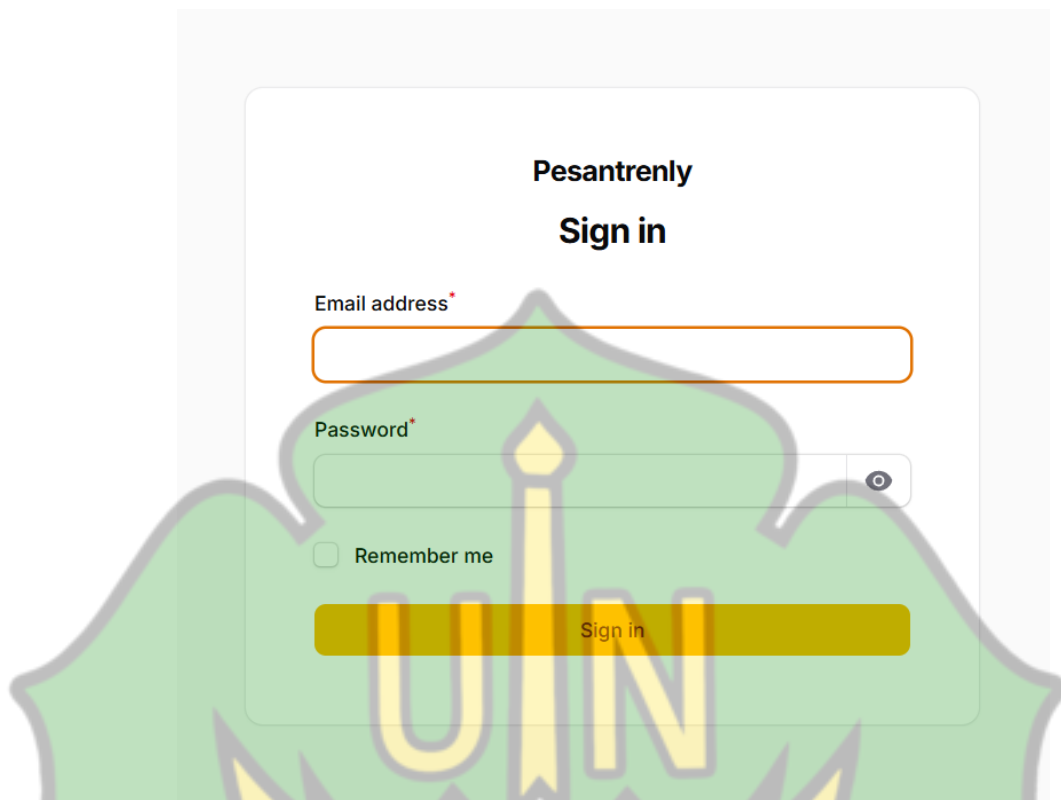 Pesantrenly
Sign in
Email address*
Password*
Remember me
Sign in
UIN